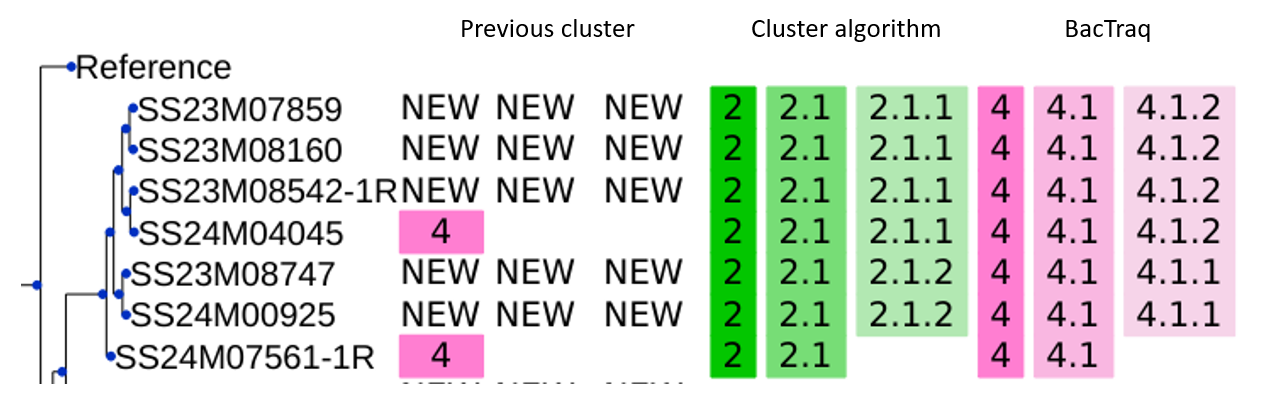 Previous cluster Cluster algorithm BacTraq
Reference
SS23M07859 NEW NEW NEW 2 2.1 2.1.1 4 4.1 4.1.2
SS23M08160 NEW NEW NEW 2 2.1 2.1.1 4 4.1 4.1.2
SS23M08542-1R NEW NEW NEW 2 2.1 2.1.1 4 4.1 4.1.2
SS24M04045 4 2 2.1 2.1.1 4 4.1 4.1.2
SS23M08747 NEW NEW NEW 2 2.1 2.1.2 4 4.1 4.1.1
SS24M00925 NEW NEW NEW 2 2.1 2.1.2 4 4.1 4.1.1
SS24M07561-1R 4 2 2.1 4 4.1